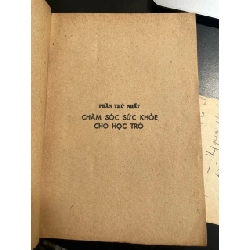 PHẦN THỨ NHẤT
CHĂM SÓC SỨC KHỎE
CHO HỌC TRÒ